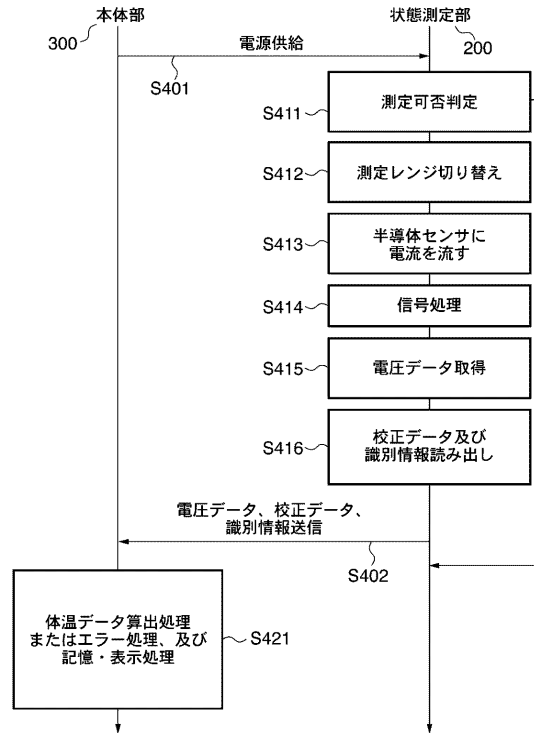 本体部
300
状態測定部
200
電源供給
S401
S411
測定可否判定
S412
測定レンジ切り替え
S413
半導体センサに
電流を流す
S414
信号処理
S415
電圧データ取得
S416
校正データ及び
識別情報読み出し
電圧データ、校正データ、
識別情報送信
S402
体温データ算出処理
またはエラー処理、及び
記憶・表示処理
S421